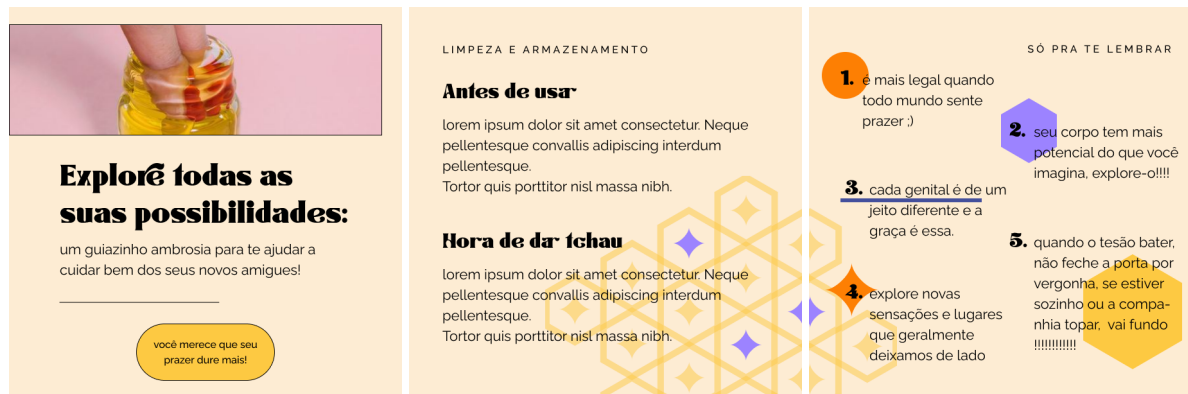 Explore todas as
suas possibilidades:
um guiazinho ambrosia para te ajudar a
cuidar bem dos seus novos amigues!
você merece que seu
prazer dure mais!
LIMPEZA E ARMAZENAMENTO
Antes de usar
lorem ipsum dolor sit amet consectetur. Neque
pellentesque convallis adipiscing interdum
pellentesque.
Tortor quis porttitor nisl massa nibh.
Hora de dar tchau
lorem ipsum dolor sit amet consectetur. Neque
pellentesque convallis adipiscing interdum
pellentesque.
Tortor quis porttitor nisl massa nibh.
SÓ PRA TE LEMBRAR
1. é mais legal quando
todo mundo sente
prazer ;)
2. seu corpo tem mais
potencial do que você
imagina, explore-o!!!!
3. cada genital é de um
jeito diferente e a
graça é essa.
4. explore novas
sensações e lugares
que geralmente
deixamos de lado
5. quando o tesão bater,
não feche a porta por
vergonha, se estiver
sozinho ou a compa-
nhia topar, vai fundo
!!!!!!!!!!!!